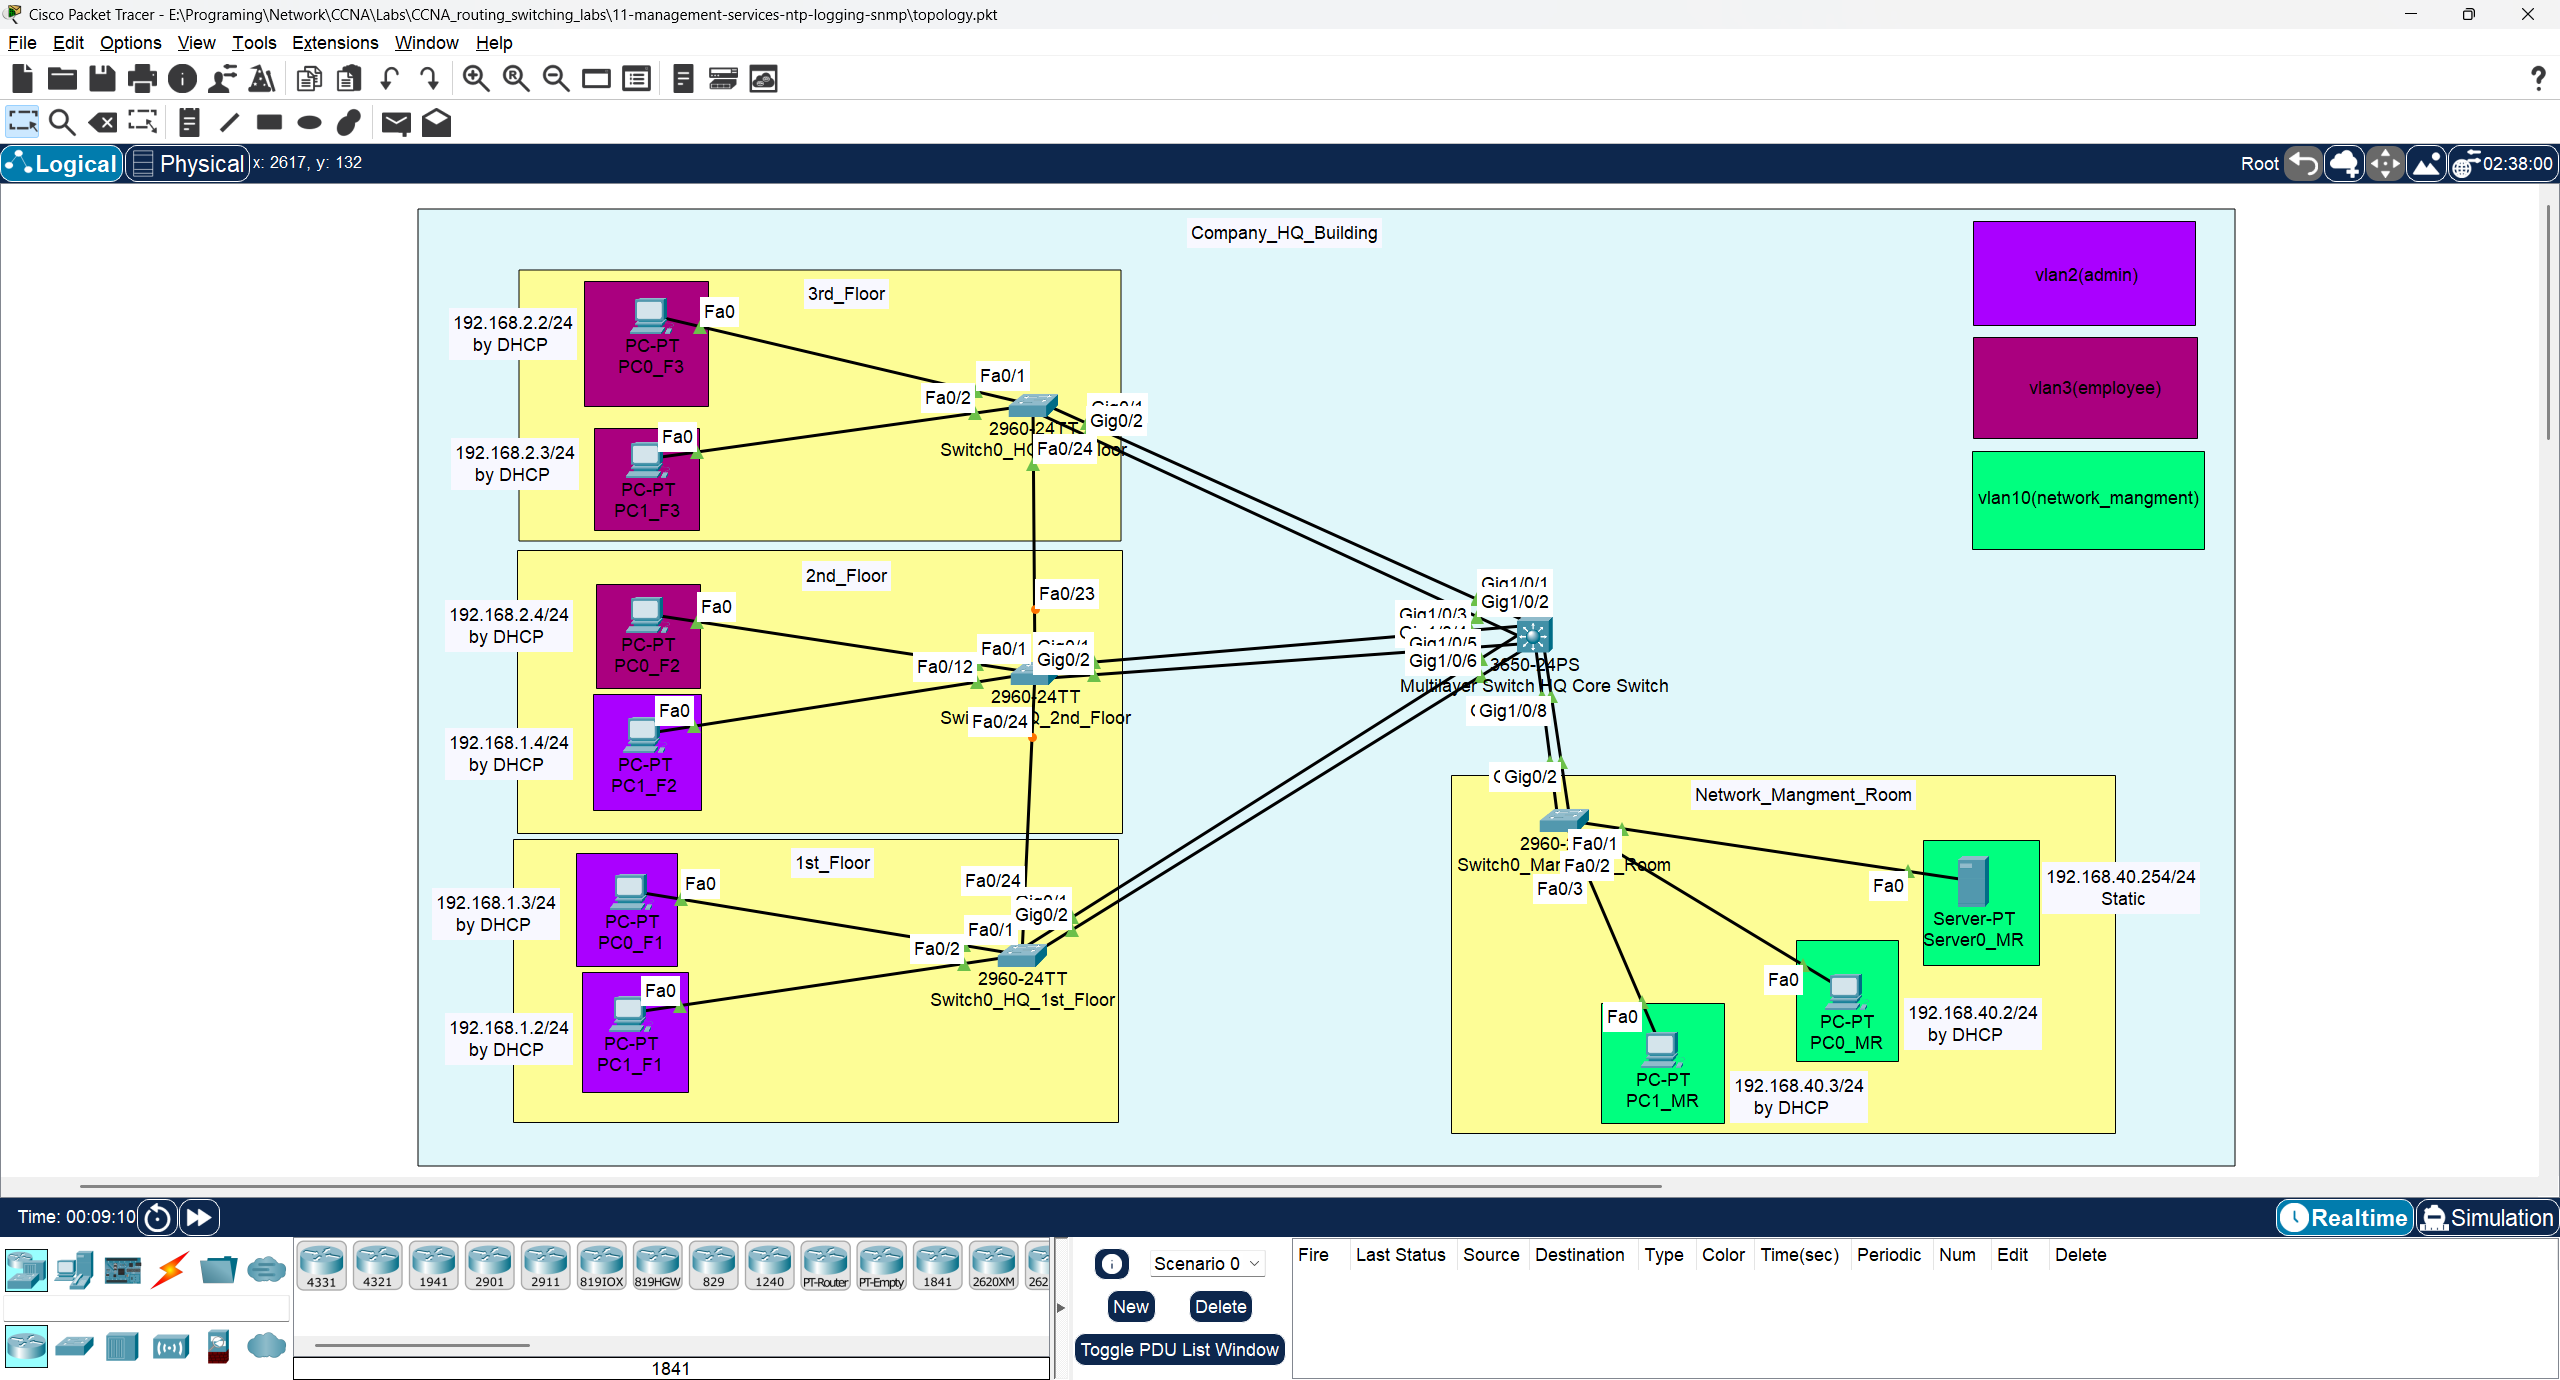 Cisco Packet Tracer - E:\Programing\Network\CCNA\Labs\CCNA_routing_switching_labs\11-management-services-ntp-logging-snmp\topology.pkt
File Edit Options View Tools Extensions Window Help
?
Logical Physical x: 2617, y: 132
Root 02:38:00
Company_HQ_Building
vlan2(admin)
vlan3(employee)
vlan10(network_mangment)
3rd_Floor
192.168.2.2/24
by DHCP
Fa0
PC-PT
PC0_F3
Fa0/1
Fa0/2
Gig0/1
Gig0/2
2960-24TT
Fa0/24
192.168.2.3/24
by DHCP
Fa0
PC-PT
PC1_F3
2nd_Floor
Fa0/23
192.168.2.4/24
by DHCP
Fa0
PC-PT
PC0_F2
Fa0/1
Fa0/12
Gig0/1
Gig0/2
2960-24TT
Fa0/24
192.168.1.4/24
by DHCP
Fa0
PC-PT
PC1_F2
Gig1/0/1
Gig1/0/2
Gig1/0/3
Gig1/0/5
Gig1/0/6
3650-24PS
Multilayer Switch HQ Core Switch
Gig1/0/8
1st_Floor
192.168.1.3/24
by DHCP
Fa0
PC-PT
PC0_F1
Fa0/24
Gig0/1
Gig0/2
Fa0/1
Fa0/2
2960-24TT
Switch0_HQ_1st_Floor
192.168.1.2/24
by DHCP
Fa0
PC-PT
PC1_F1
Network_Mangment_Room
Gig0/2
Fa0/1
Fa0/2
Fa0/3
Fa0
Server-PT
Server0_MR
192.168.40.254/24
Static
Fa0
PC-PT
PC0_MR
192.168.40.2/24
by DHCP
Fa0
PC-PT
PC1_MR
192.168.40.3/24
by DHCP
Time: 00:09:10
Realtime Simulation
4331 4321 1941 2901 2911 819IOX 819HGW 829 1240 PT-Router PT-Empty 1841 2620XM 262
1841
Scenario 0
New Delete
Toggle PDU List Window
Fire Last Status Source Destination Type Color Time(sec) Periodic Num Edit Delete